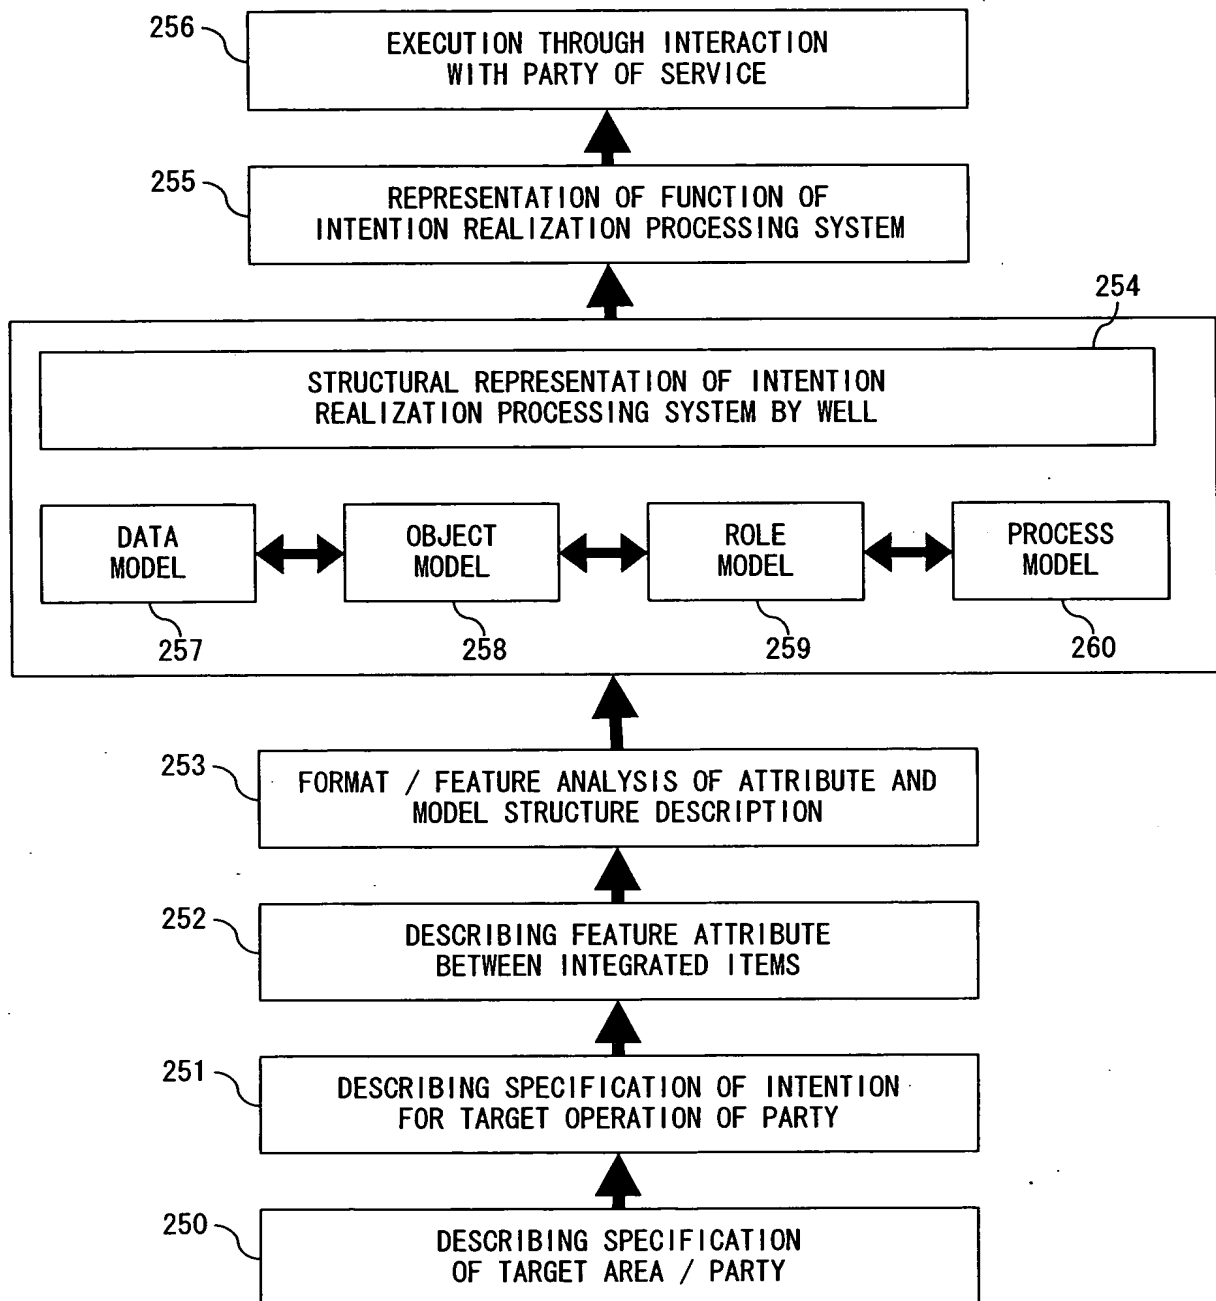 256
EXECUTION THROUGH INTERACTION
WITH PARTY OF SERVICE
255
REPRESENTATION OF FUNCTION OF
INTENTION REALIZATION PROCESSING SYSTEM
254
STRUCTURAL REPRESENTATION OF INTENTION
REALIZATION PROCESSING SYSTEM BY WELL
DATA
MODEL
OBJECT
MODEL
ROLE
MODEL
PROCESS
MODEL
257
258
259
260
253
FORMAT / FEATURE ANALYSIS OF ATTRIBUTE AND
MODEL STRUCTURE DESCRIPTION
252
DESCRIBING FEATURE ATTRIBUTE
BETWEEN INTEGRATED ITEMS
251
DESCRIBING SPECIFICATION OF INTENTION
FOR TARGET OPERATION OF PARTY
250
DESCRIBING SPECIFICATION
OF TARGET AREA / PARTY